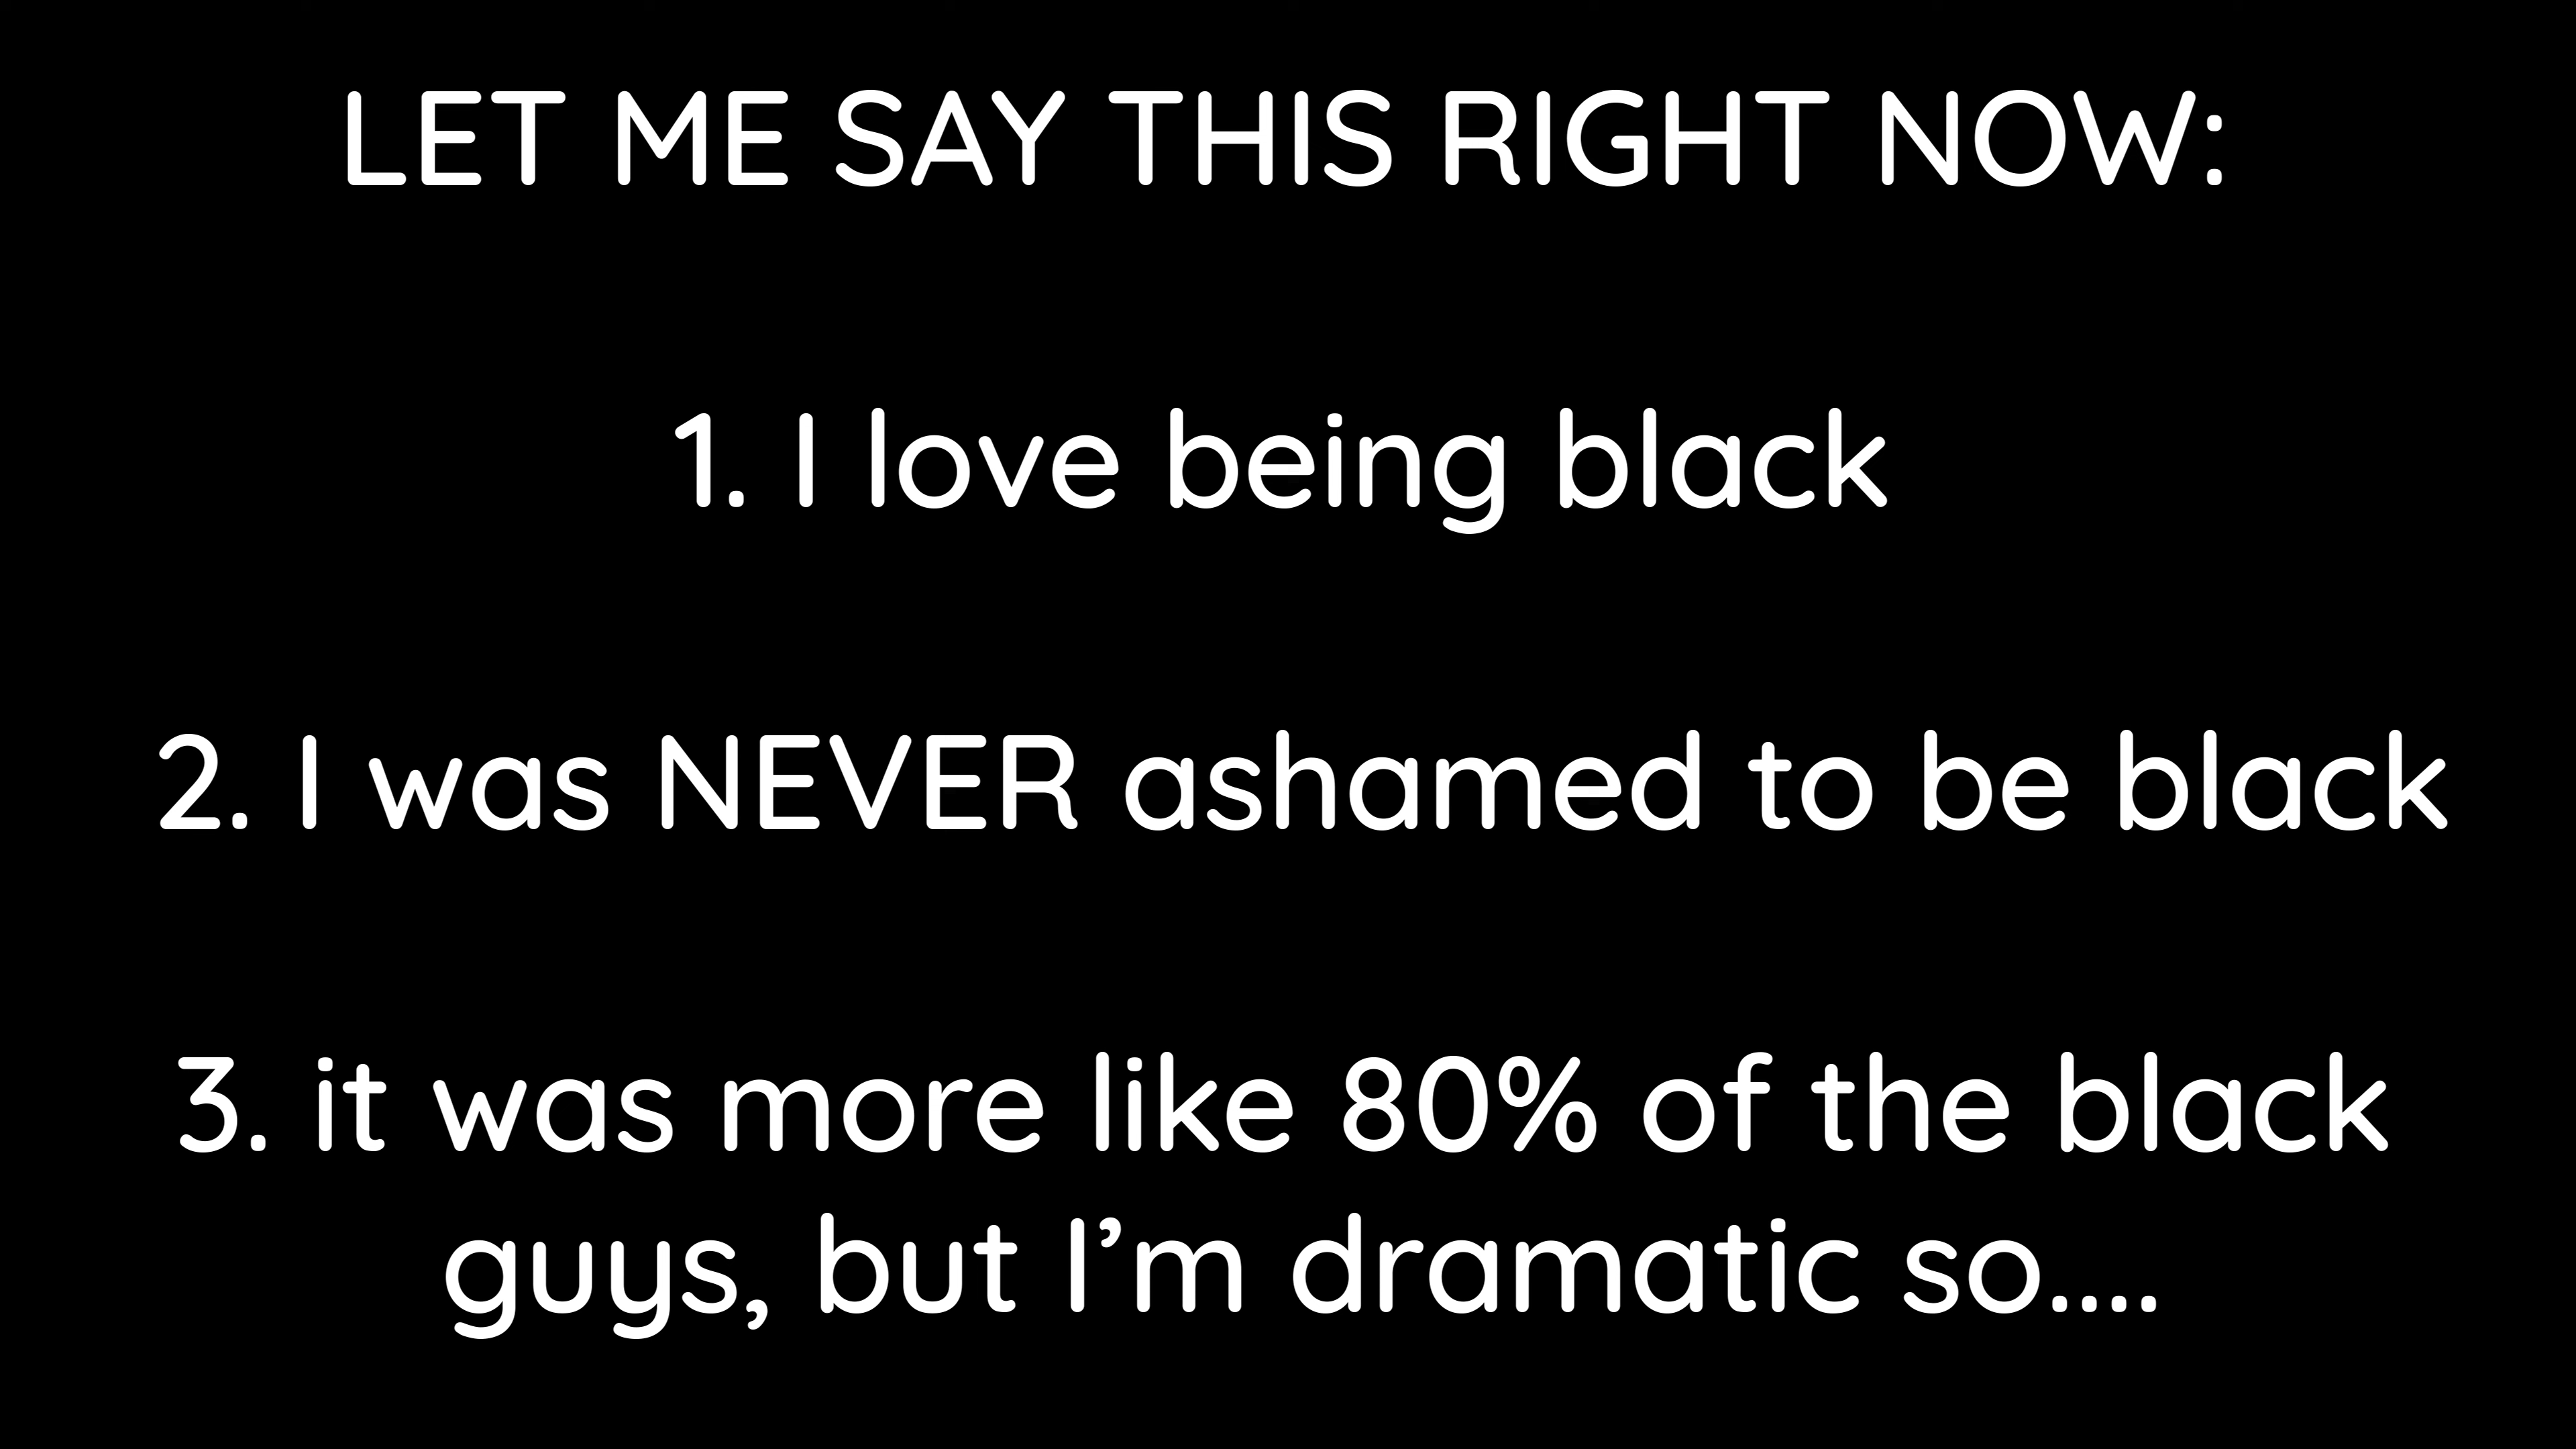 LET ME SAY THIS RIGHT NOW:
1. I love being black
2. I was NEVER ashamed to be black
3. it was more like 80% of the black
guys, but I’m dramatic so....